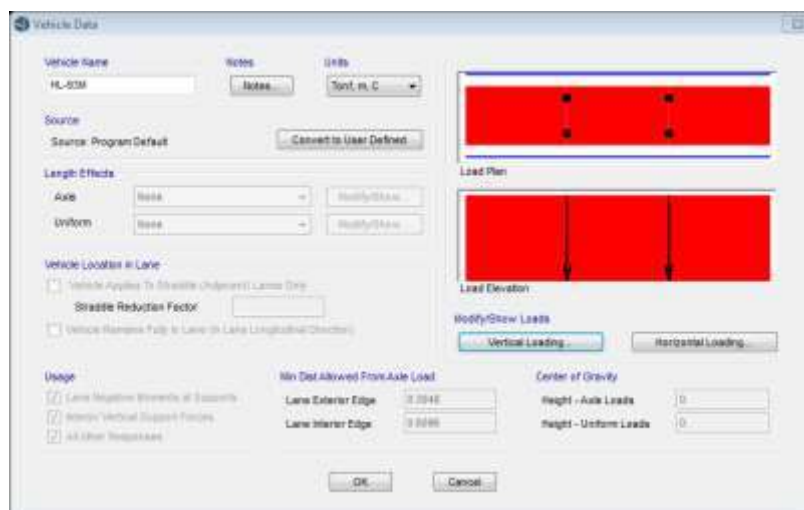 Vehicle Data
Vehicle Name
Notes
Units
HL-93M
Notes...
Tonf, m, C
Source
Source: Program Default
Convert to User Defined
Length Effects
Axle
None
Modify/Show...
Uniform
None
Modify/Show...
Vehicle Location in Lane
Vehicle Applies To Straddle (Adjacent) Lanes Only
Straddle Reduction Factor
Vehicle Remains Fully In Lane (In Lane Longitudinal Direction)
Load Plan
Load Elevation
Modify/Show Loads
Vertical Loading...
Horizontal Loading...
Usage
Lane Negative Moments at Supports
Interior Vertical Support Forces
All other Responses
Min Dist Allowed From Axle Load
Lane Exterior Edge
0.3048
Lane Interior Edge
0.6096
Center of Gravity
Height - Axle Loads
0.
Height - Uniform Loads
0.
OK
Cancel